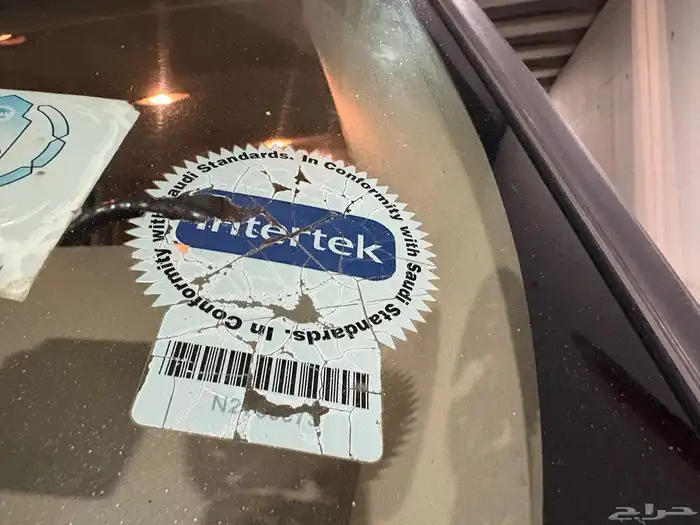 In Conformity with Saudi Standards. In Conformity with Saudi Standards.
Intertek
حراج